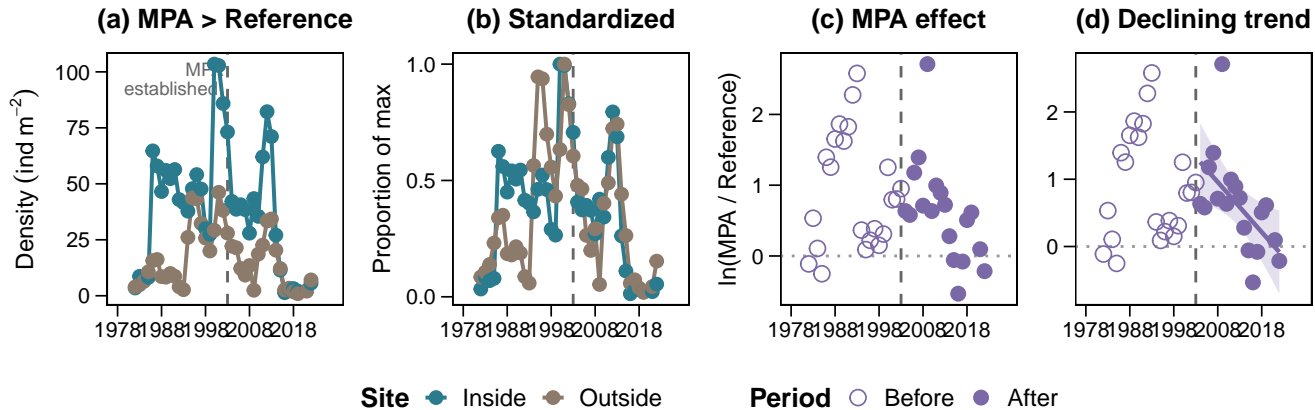 (a) MPA > Reference
(b) Standardized
(c) MPA effect
(d) Declining trend
Density (ind m⁻²)
100
75
50
25
0
MP
established
1978 1988 1998 2008 2018
Proportion of max
1.0
0.5
0.0
1978 1988 1998 2008 2018
ln(MPA / Reference)
2
1
0
1978 1988 1998 2008 2018
2
1
0
1978 1988 1998 2008 2018
Site Inside Outside
Period Before After